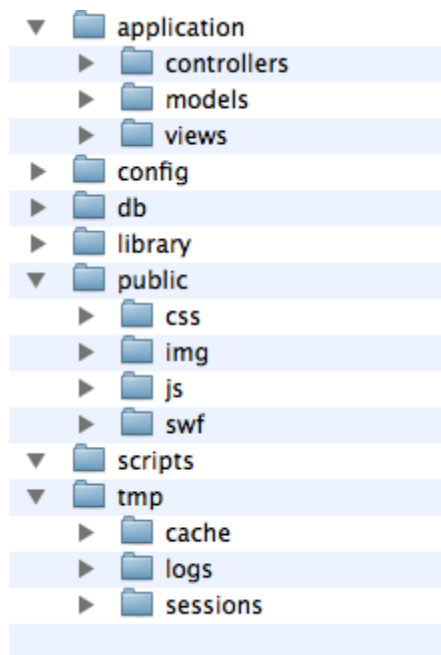 application
controllers
models
views
config
db
library
public
css
img
js
swf
scripts
tmp
cache
logs
sessions